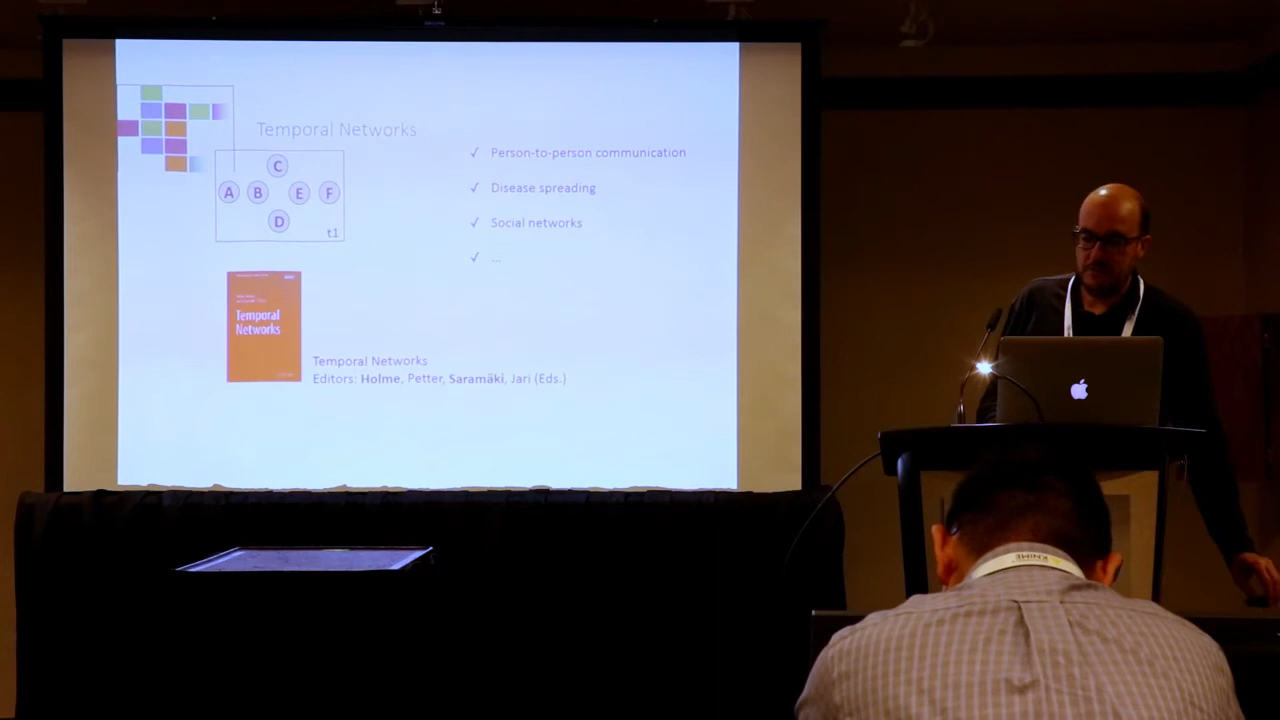 Temporal Networks
C
A B E F
D
t1
✓ Person-to-person communication
✓ Disease spreading
✓ Social networks
✓ ...
Temporal
Networks
Temporal Networks
Editors: Holme, Petter, Saramäki, Jari (Eds.)
KNIME